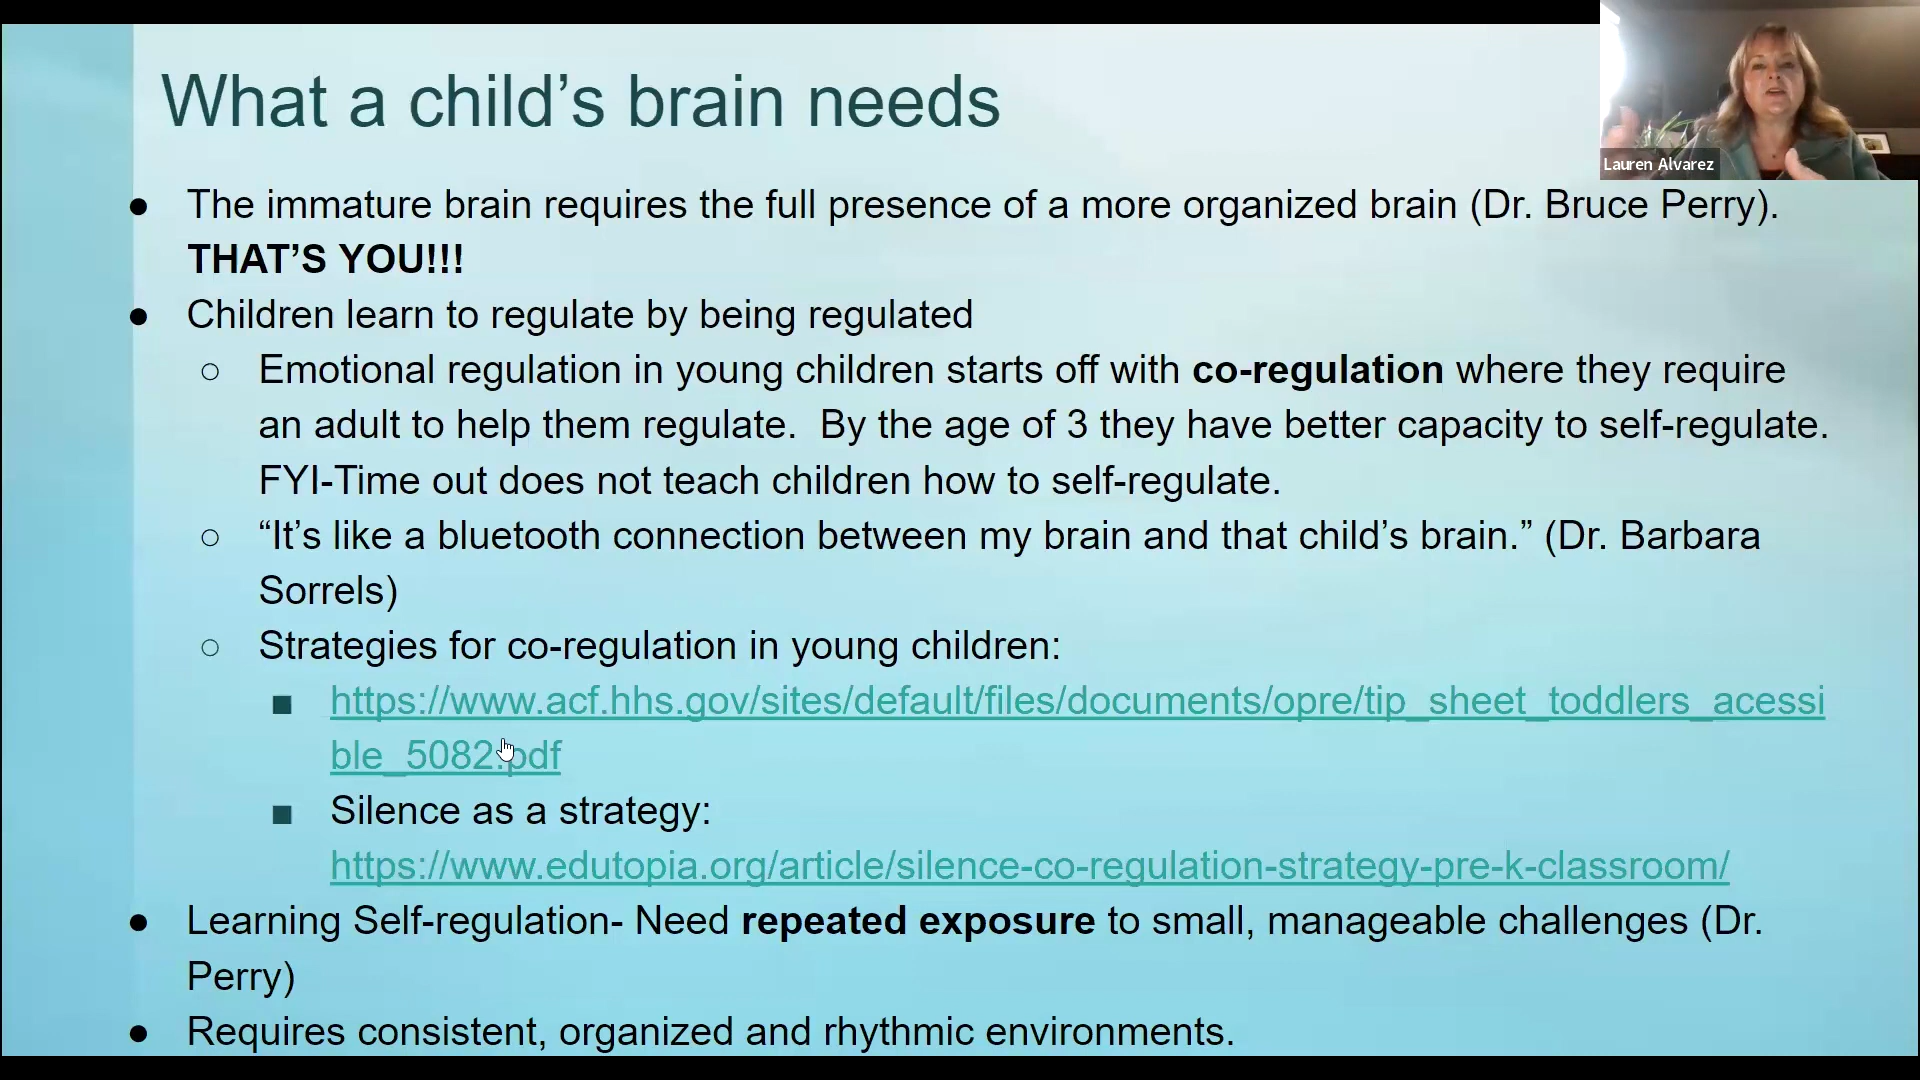 What a child’s brain needs
Lauren Alvarez
● The immature brain requires the full presence of a more organized brain (Dr. Bruce Perry).
THAT’S YOU!!!
● Children learn to regulate by being regulated
○ Emotional regulation in young children starts off with co-regulation where they require
an adult to help them regulate.  By the age of 3 they have better capacity to self-regulate.
FYI-Time out does not teach children how to self-regulate.
○ “It’s like a bluetooth connection between my brain and that child’s brain.” (Dr. Barbara
Sorrels)
○ Strategies for co-regulation in young children:
■ https://www.acf.hhs.gov/sites/default/files/documents/opre/tip_sheet_toddlers_acessi
ble_5082.pdf
■ Silence as a strategy:
https://www.edutopia.org/article/silence-co-regulation-strategy-pre-k-classroom/
● Learning Self-regulation- Need repeated exposure to small, manageable challenges (Dr.
Perry)
● Requires consistent, organized and rhythmic environments.